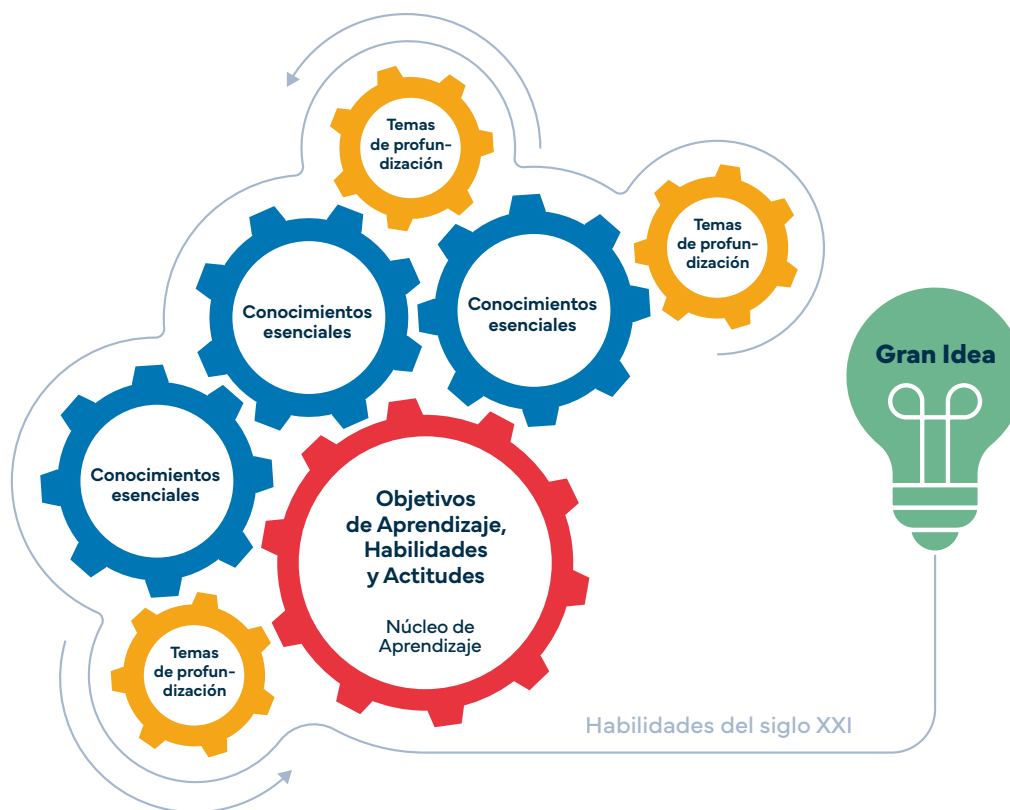 Temas
de profun-
dización
Temas
de profun-
dización
Conocimientos
esenciales
Conocimientos
esenciales
Gran Idea
Conocimientos
esenciales
Objetivos
de Aprendizaje,
Habilidades
y Actitudes
Núcleo de
Aprendizaje
Temas
de profun-
dización
Habilidades del siglo XXI